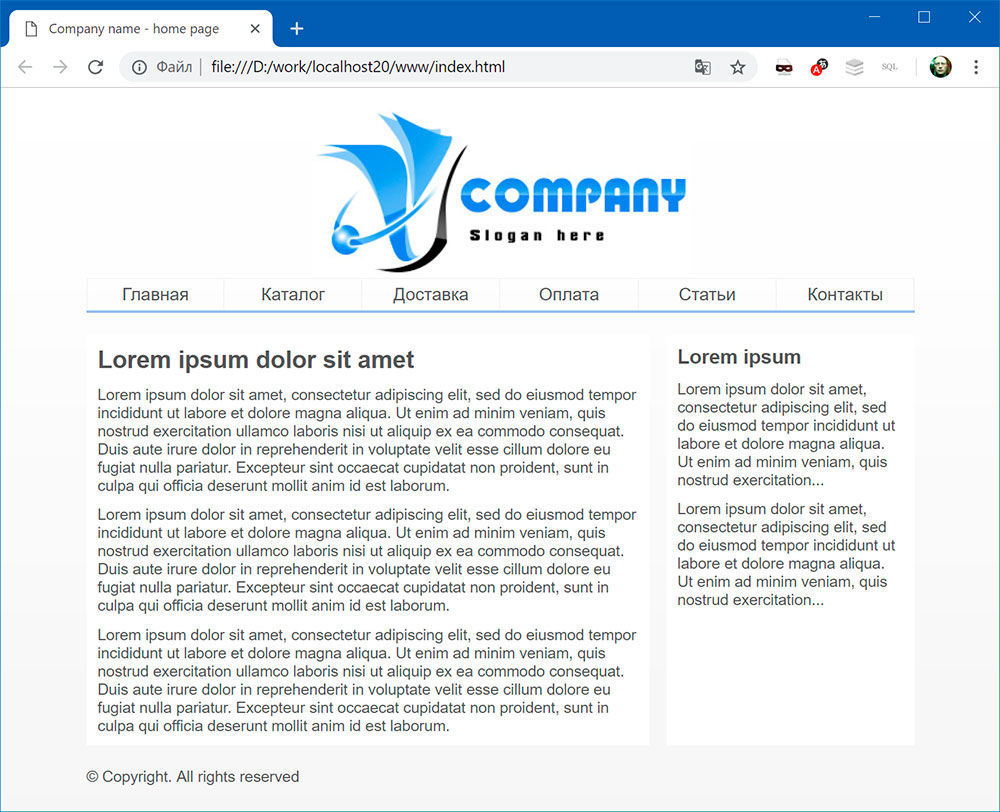 Company name - home page
Файл | file:///D:/work/localhost20/www/index.html
SQL
COMPANY
Slogan here
Главная Каталог Доставка Оплата Статьи Контакты
Lorem ipsum dolor sit amet
Lorem ipsum dolor sit amet, consectetur adipiscing elit, sed do eiusmod tempor
incididunt ut labore et dolore magna aliqua. Ut enim ad minim veniam, quis
nostrud exercitation ullamco laboris nisi ut aliquip ex ea commodo consequat.
Duis aute irure dolor in reprehenderit in voluptate velit esse cillum dolore eu
fugiat nulla pariatur. Excepteur sint occaecat cupidatat non proident, sunt in
culpa qui officia deserunt mollit anim id est laborum.
Lorem ipsum dolor sit amet, consectetur adipiscing elit, sed do eiusmod tempor
incididunt ut labore et dolore magna aliqua. Ut enim ad minim veniam, quis
nostrud exercitation ullamco laboris nisi ut aliquip ex ea commodo consequat.
Duis aute irure dolor in reprehenderit in voluptate velit esse cillum dolore eu
fugiat nulla pariatur. Excepteur sint occaecat cupidatat non proident, sunt in
culpa qui officia deserunt mollit anim id est laborum.
Lorem ipsum dolor sit amet, consectetur adipiscing elit, sed do eiusmod tempor
incididunt ut labore et dolore magna aliqua. Ut enim ad minim veniam, quis
nostrud exercitation ullamco laboris nisi ut aliquip ex ea commodo consequat.
Duis aute irure dolor in reprehenderit in voluptate velit esse cillum dolore eu
fugiat nulla pariatur. Excepteur sint occaecat cupidatat non proident, sunt in
culpa qui officia deserunt mollit anim id est laborum.
Lorem ipsum
Lorem ipsum dolor sit amet,
consectetur adipiscing elit, sed
do eiusmod tempor incididunt ut
labore et dolore magna aliqua.
Ut enim ad minim veniam, quis
nostrud exercitation...
Lorem ipsum dolor sit amet,
consectetur adipiscing elit, sed
do eiusmod tempor incididunt ut
labore et dolore magna aliqua.
Ut enim ad minim veniam, quis
nostrud exercitation...
© Copyright. All rights reserved